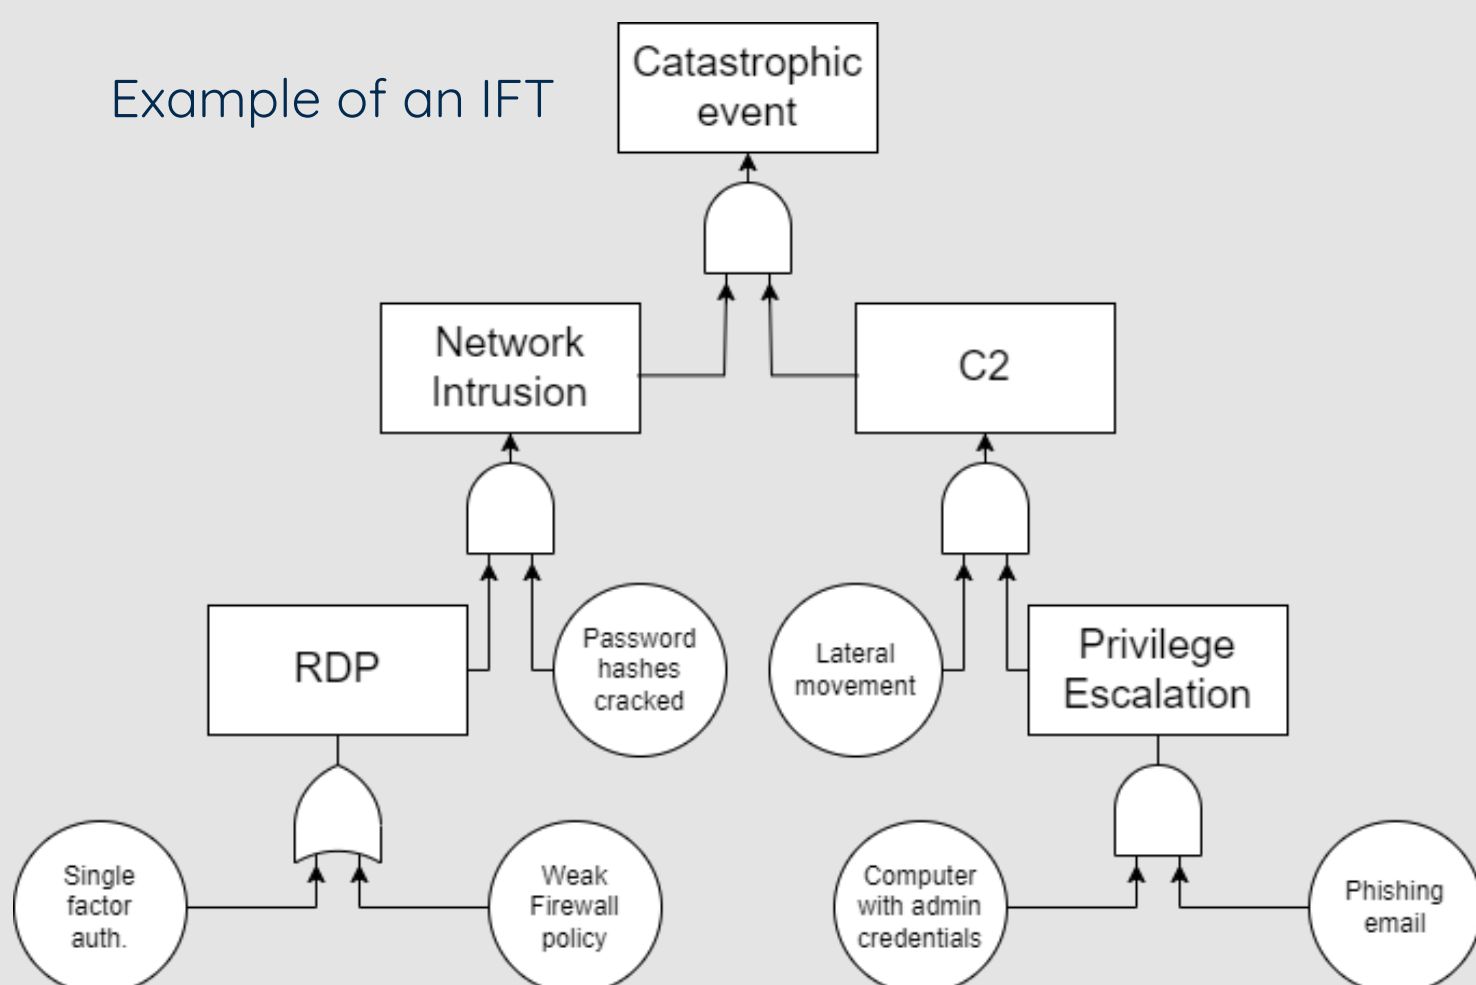 Example of an IFT
Catastrophic
event
Network
Intrusion
C2
RDP
Password
hashes
cracked
Lateral
movement
Privilege
Escalation
Single
factor
auth.
Weak
Firewall
policy
Computer
with admin
credentials
Phishing
email